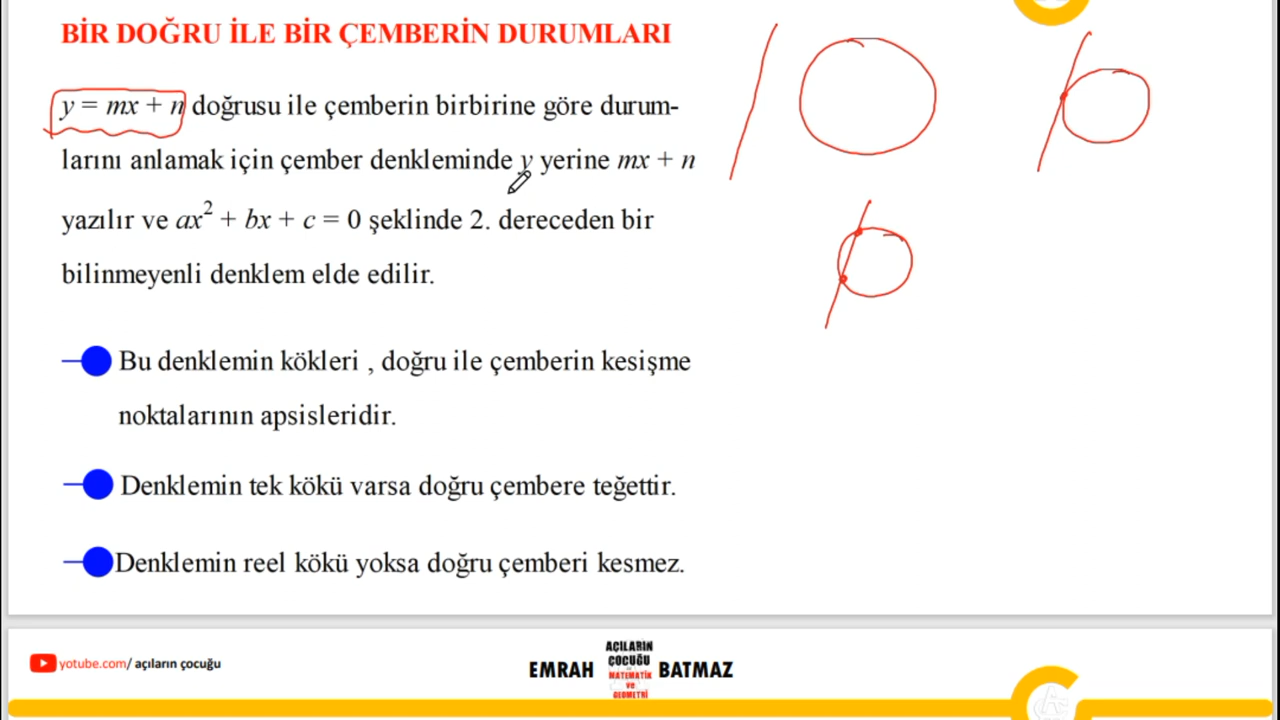 BİR DOĞRU İLE BİR ÇEMBERİN DURUMLARI
y = mx + n doğrusu ile çemberin birbirine göre durum-
larını anlamak için çember denkleminde y yerine mx + n
yazılır ve ax² + bx + c = 0 şeklinde 2. dereceden bir
bilinmeyenli denklem elde edilir.
Bu denklemin kökleri , doğru ile çemberin kesişme
noktalarının apsisleridir.
Denklemin tek kökü varsa doğru çembere teğettir.
Denklemin reel kökü yoksa doğru çemberi kesmez.
yotube.com/ açıların çocuğu
EMRAH BATMAZ
AÇILARIN
ÇOCUĞU
MATEMATİK
ve
GEOMETRİ